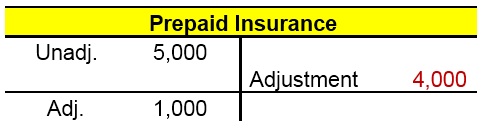 Prepaid Insurance
Unadj. 5,000
Adjustment 4,000
Adj. 1,000